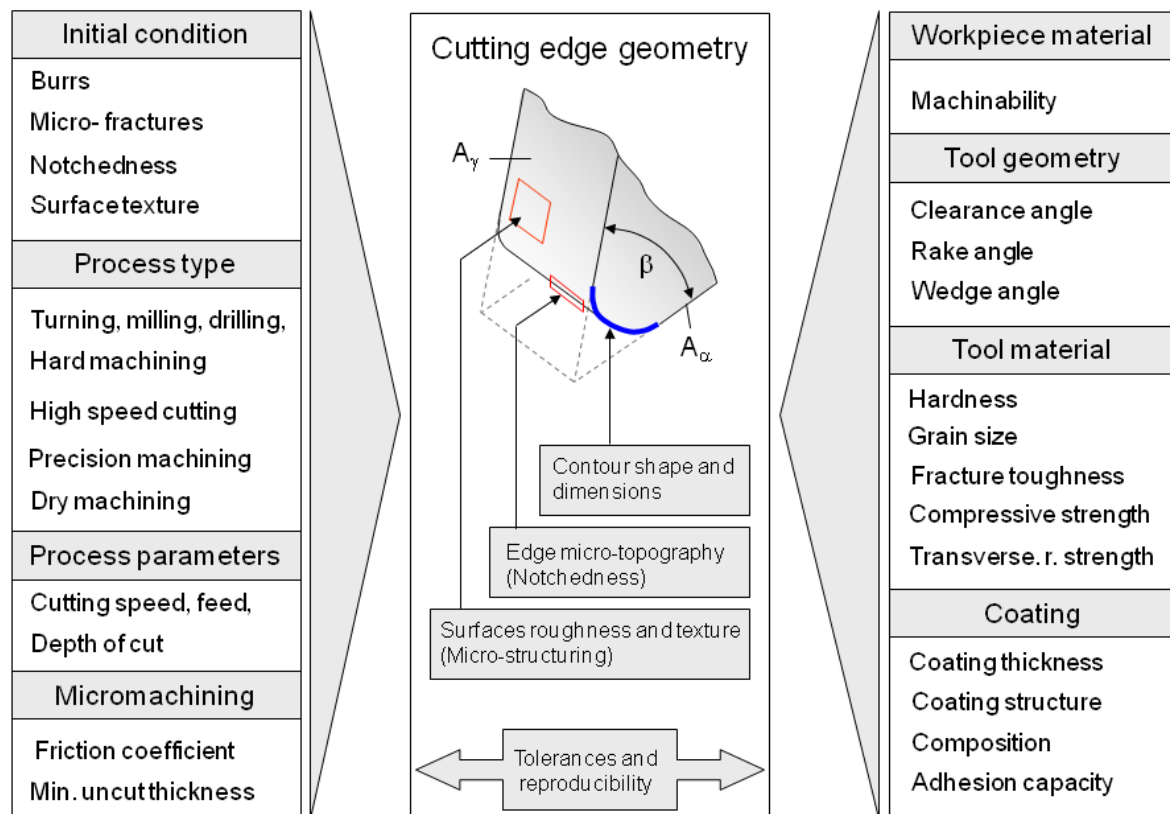 Initial condition
Burrs
Micro- fractures
Notchedness
Surface texture
Process type
Turning, milling, drilling,
Hard machining
High speed cutting
Precision machining
Dry machining
Process parameters
Cutting speed, feed,
Depth of cut
Micromachining
Friction coefficient
Min. uncut thickness
Cutting edge geometry
Aγ
β
Aα
Contour shape and
dimensions
Edge micro-topography
(Notchedness)
Surfaces roughness and texture
(Micro-structuring)
Tolerances and
reproducibility
Workpiece material
Machinability
Tool geometry
Clearance angle
Rake angle
Wedge angle
Tool material
Hardness
Grain size
Fracture toughness
Compressive strength
Transverse. r. strength
Coating
Coating thickness
Coating structure
Composition
Adhesion capacity